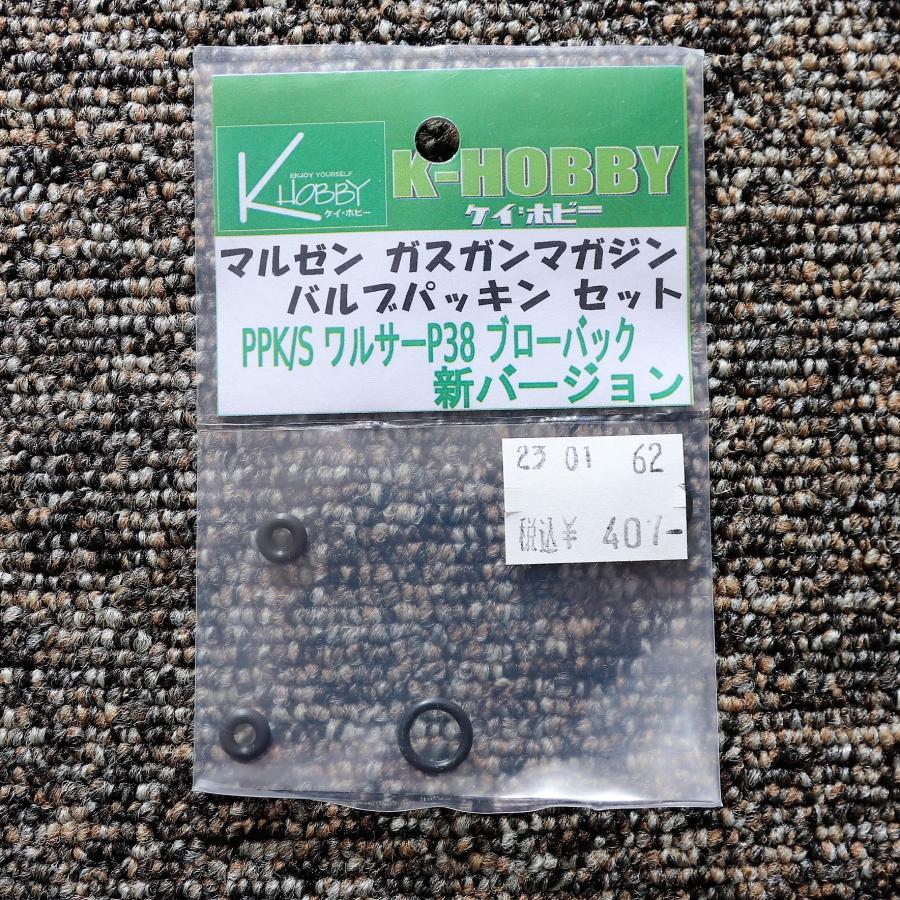 K-HOBBY
ケイ・ホビー
ENJOY YOURSELF
K HOBBY
ケイ・ホビー
マルゼン ガスガンマガジン
バルブパッキン セット
PPK/S ワルサーP38 ブローバック
新バージョン
23 01 62
税込¥ 407-